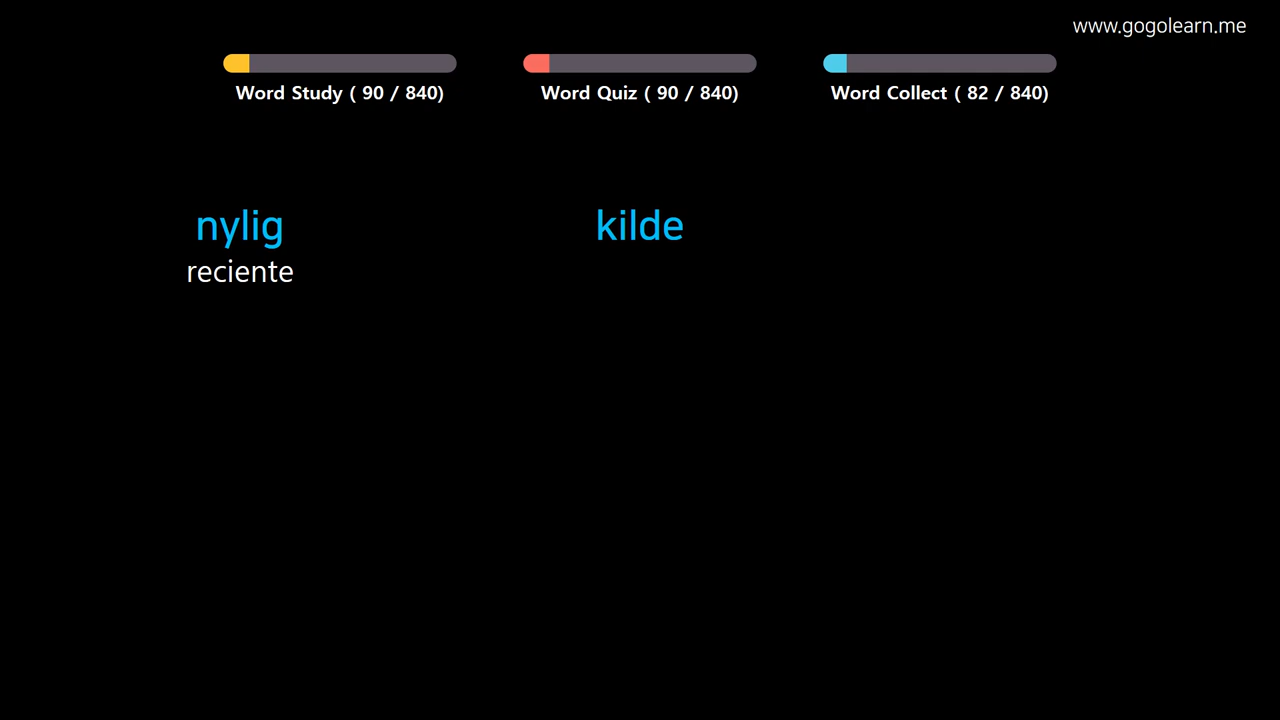 www.gogolearn.me
Word Study ( 90 / 840)
Word Quiz ( 90 / 840)
Word Collect ( 82 / 840)
nylig
reciente
kilde